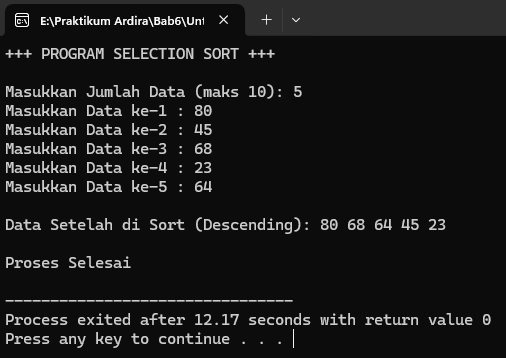 E:\Praktikum Ardira\Bab6\Unt
+++ PROGRAM SELECTION SORT +++
Masukkan Jumlah Data (maks 10): 5
Masukkan Data ke-1 : 80
Masukkan Data ke-2 : 45
Masukkan Data ke-3 : 68
Masukkan Data ke-4 : 23
Masukkan Data ke-5 : 64
Data Setelah di Sort (Descending): 80 68 64 45 23
Proses Selesai
--------------------------------
Process exited after 12.17 seconds with return value 0
Press any key to continue . . .